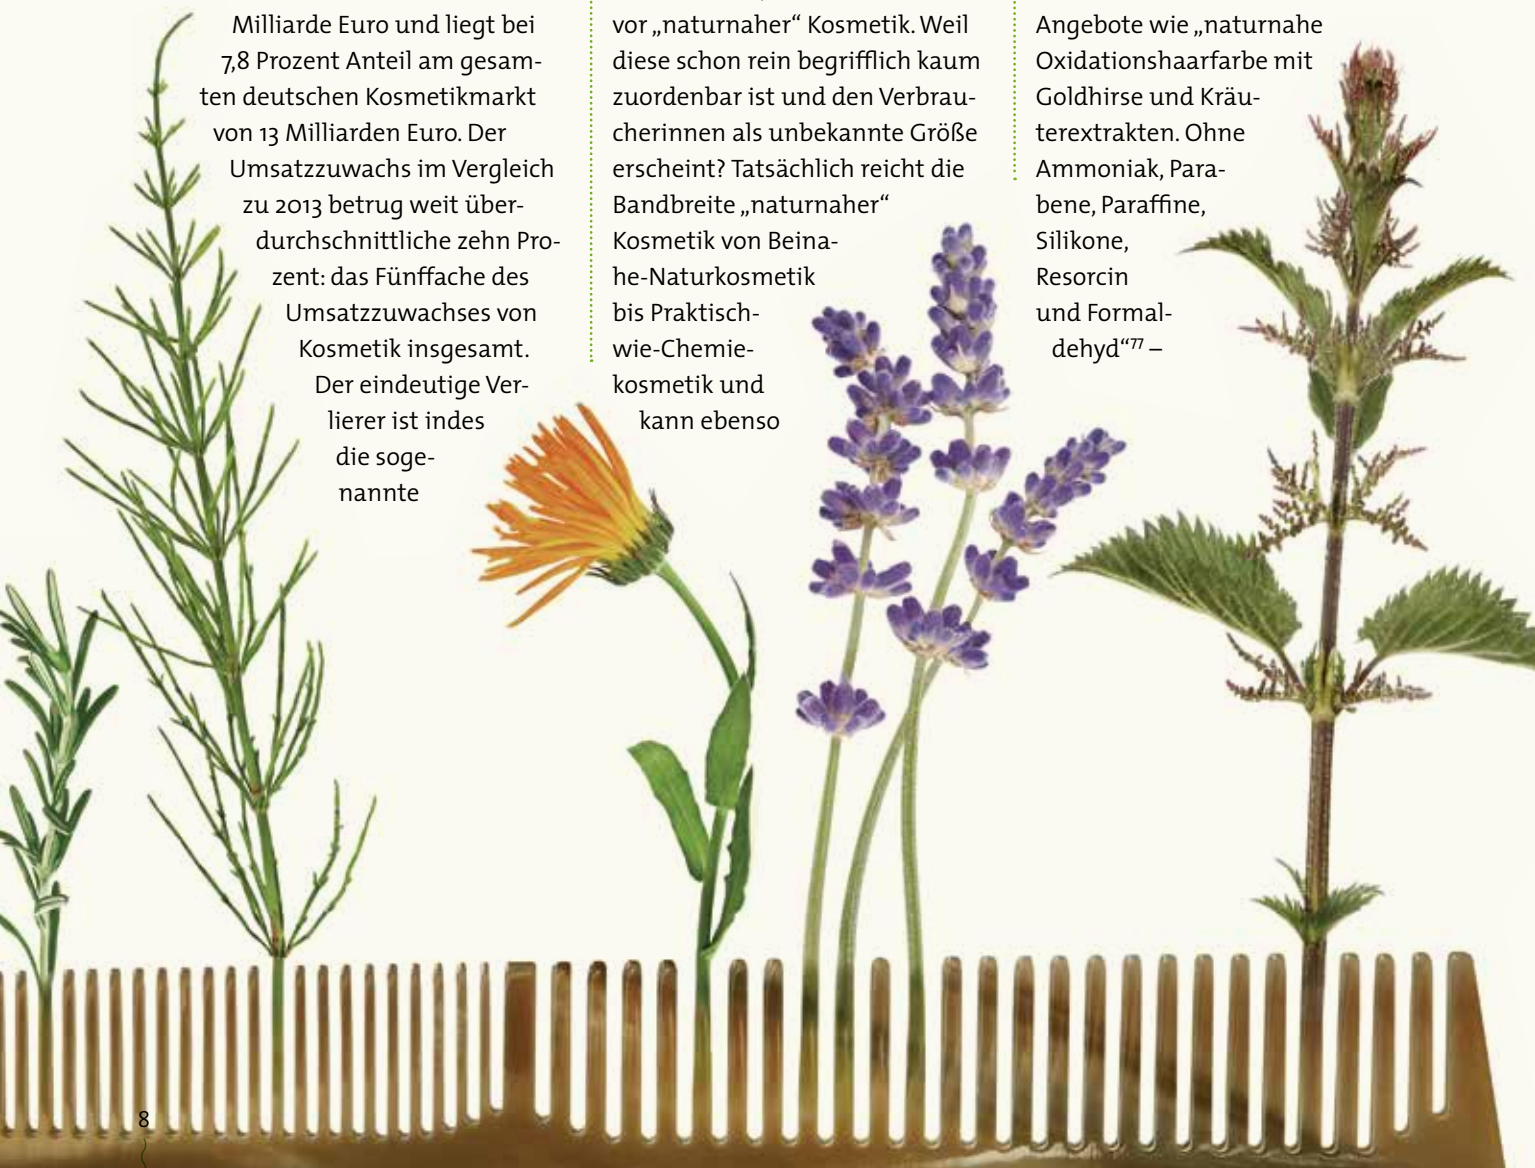 Milliarde Euro und liegt bei
7,8 Prozent Anteil am gesam-
ten deutschen Kosmetikmarkt
von 13 Milliarden Euro. Der
Umsatzzuwachs im Vergleich
zu 2013 betrug weit über-
durchschnittliche zehn Pro-
zent: das Fünffache des
Umsatzzuwachses von
Kosmetik insgesamt.
Der eindeutige Ver-
lierer ist indes
die soge-
nannte
vor „naturnaher“ Kosmetik. Weil
diese schon rein begrifflich kaum
zuordenbar ist und den Verbrau-
cherinnen als unbekannte Größe
erscheint? Tatsächlich reicht die
Bandbreite „naturnaher“
Kosmetik von Beina-
he-Naturkosmetik
bis Praktisch-
wie-Chemie-
kosmetik und
kann ebenso
Angebote wie „naturnahe
Oxidationshaarfarbe mit
Goldhirse und Kräu-
terextrakten. Ohne
Ammoniak, Para-
bene, Paraffine,
Silikone,
Resorcin
und Formal-
dehyd“⁷⁷ –
8